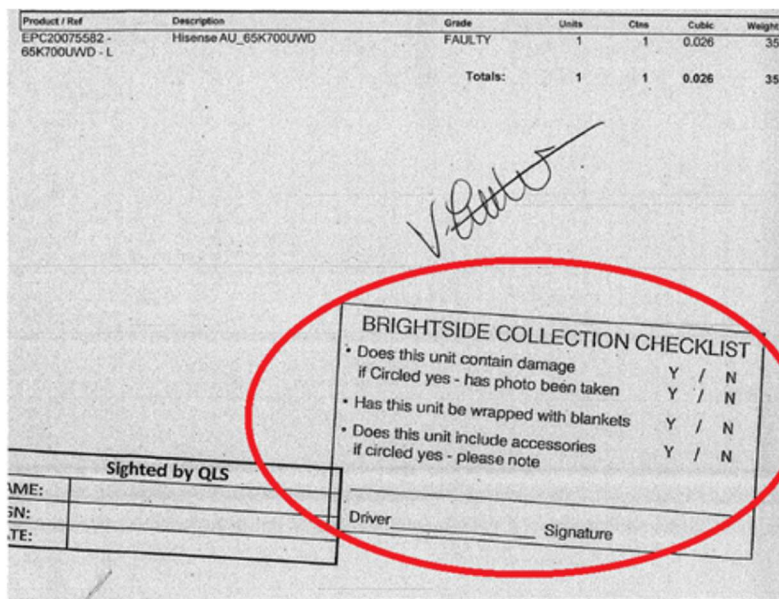 Product / Ref Description Grade Units Ctns Cubic Weight
EPC20075582 - Hisense AU_65K700UWD FAULTY 1 1 0.026 35
65K700UWD - L
Totals: 1 1 0.026 35
BRIGHTSIDE COLLECTION CHECKLIST
• Does this unit contain damage Y / N
if Circled yes - has photo been taken Y / N
• Has this unit be wrapped with blankets Y / N
• Does this unit include accessories Y / N
if circled yes - please note
Driver Signature
Sighted by QLS
AME:
GN:
ATE: